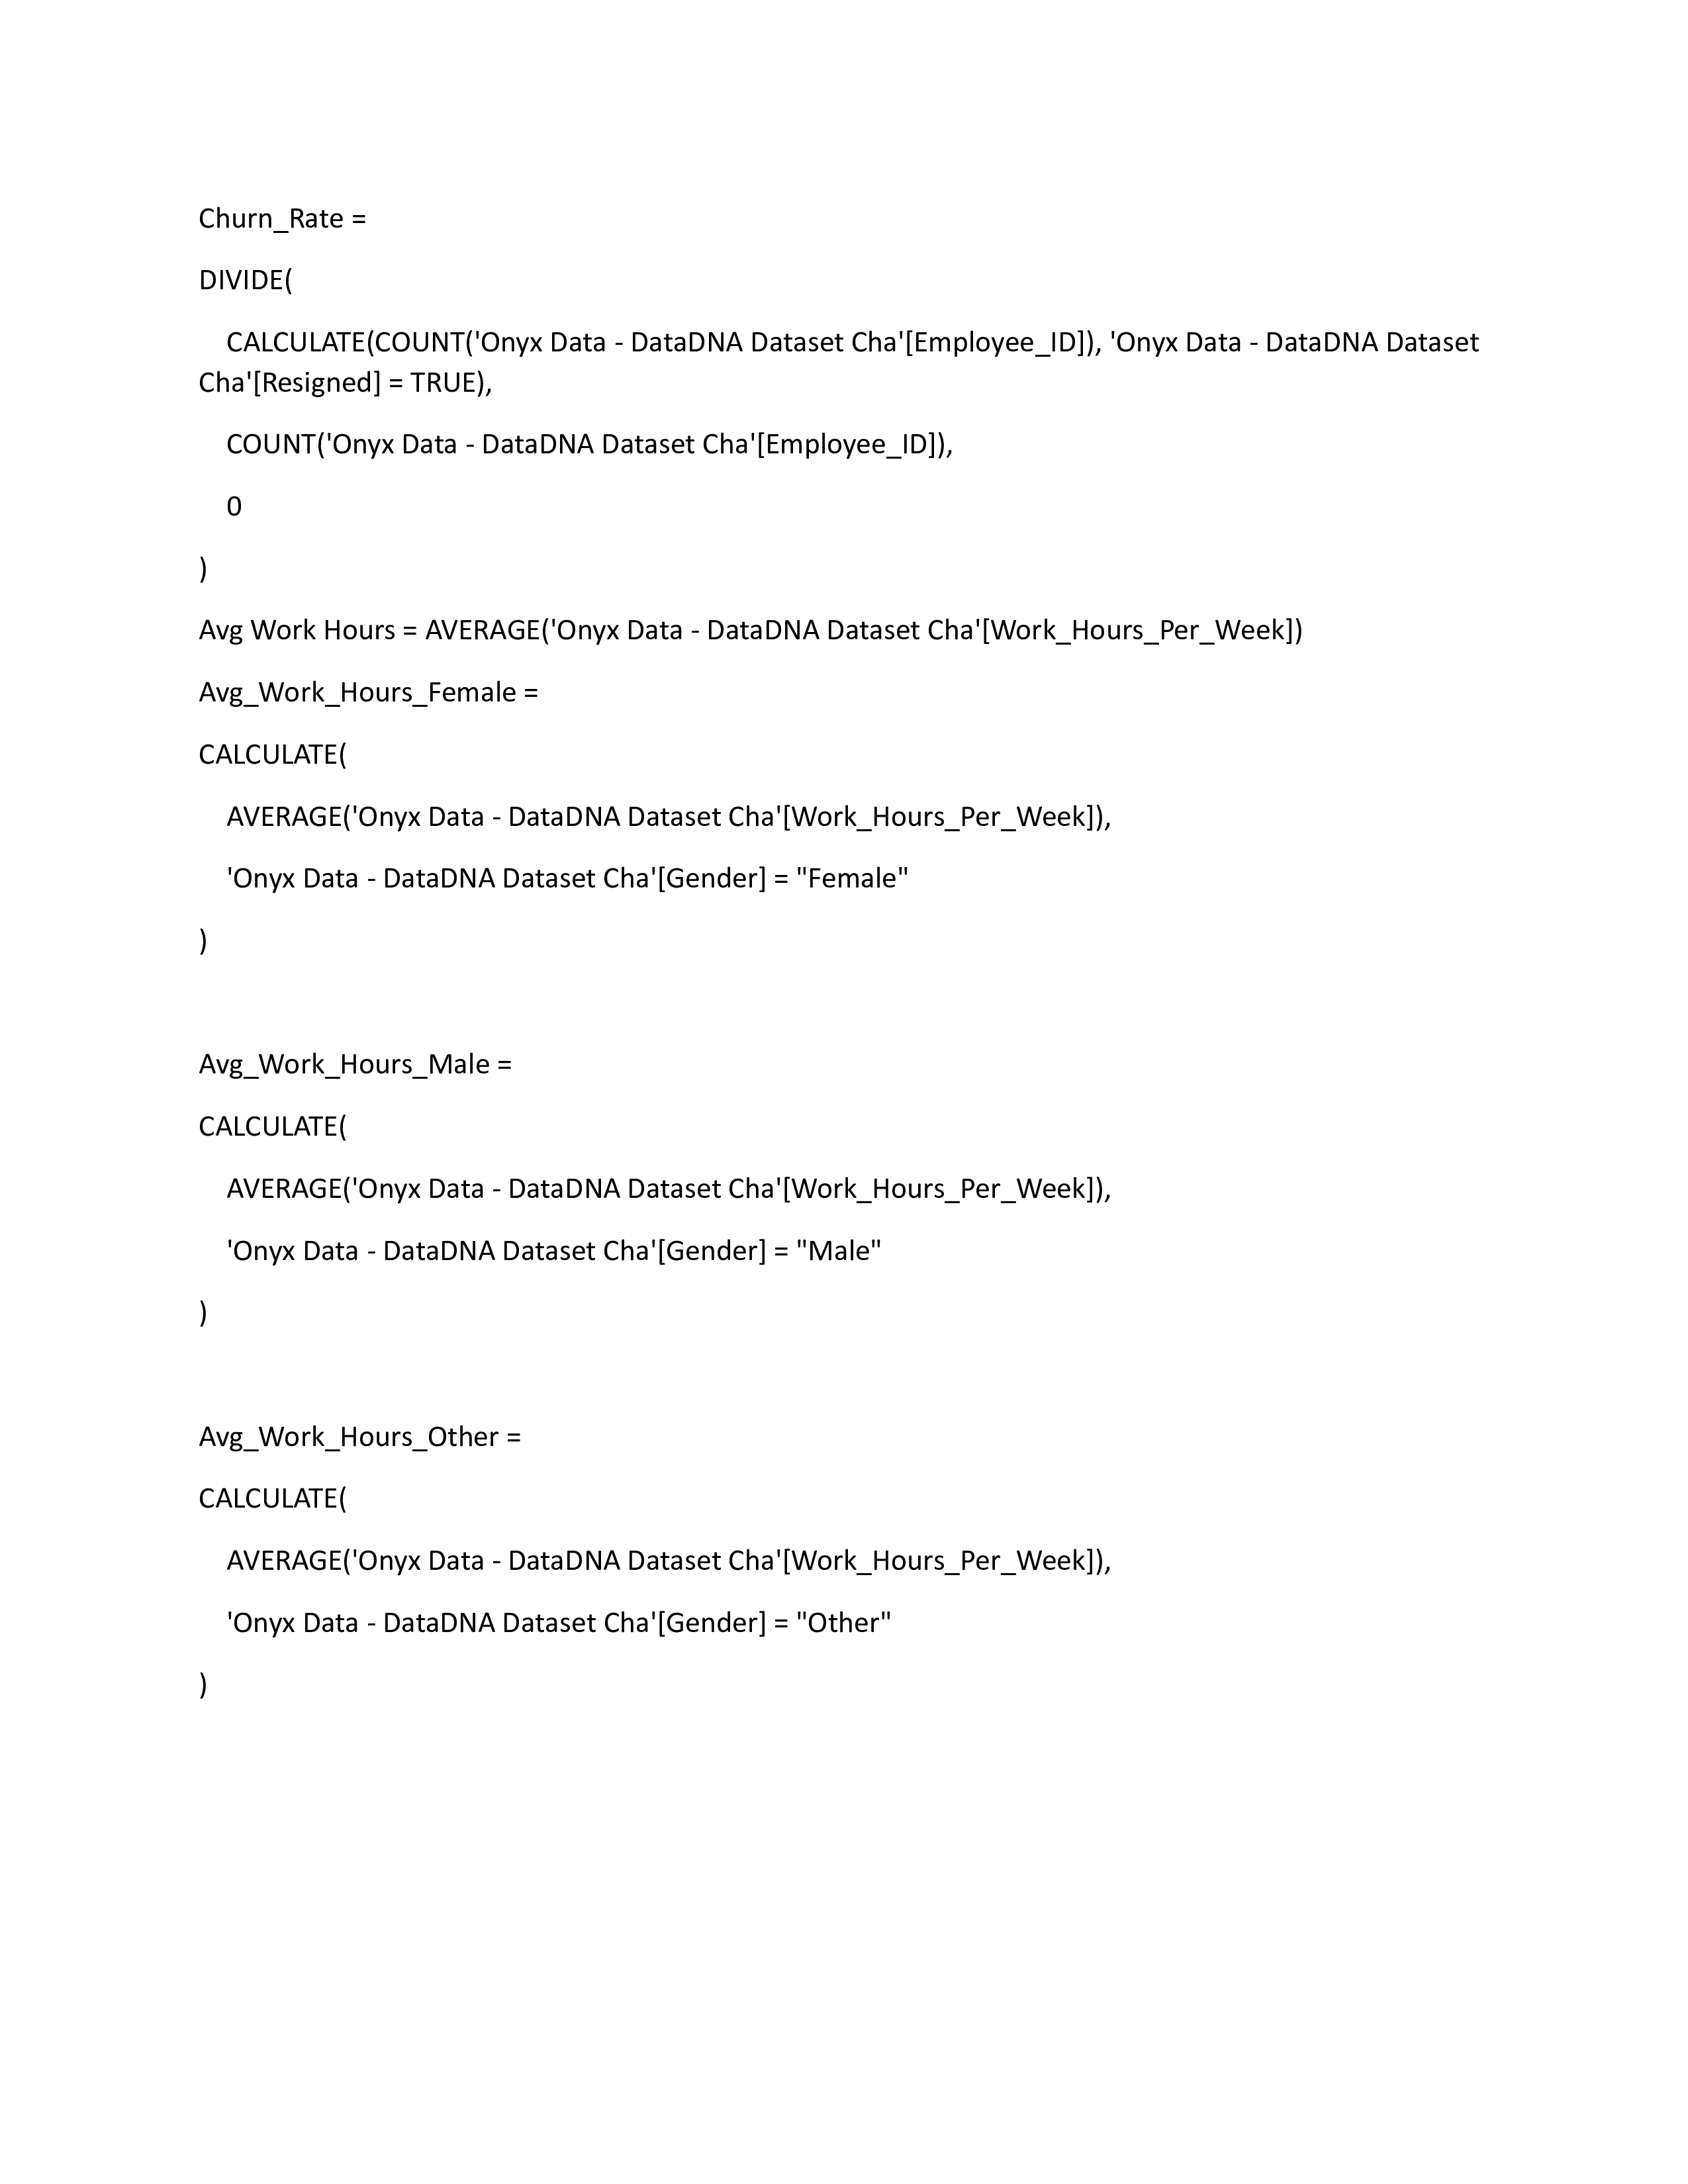 Churn_Rate =
DIVIDE(
CALCULATE(COUNT('Onyx Data - DataDNA Dataset Cha'[Employee_ID]), 'Onyx Data - DataDNA Dataset
Cha'[Resigned] = TRUE),
COUNT('Onyx Data - DataDNA Dataset Cha'[Employee_ID]),
0
)
Avg Work Hours = AVERAGE('Onyx Data - DataDNA Dataset Cha'[Work_Hours_Per_Week])
Avg_Work_Hours_Female =
CALCULATE(
AVERAGE('Onyx Data - DataDNA Dataset Cha'[Work_Hours_Per_Week]),
'Onyx Data - DataDNA Dataset Cha'[Gender] = "Female"
)
Avg_Work_Hours_Male =
CALCULATE(
AVERAGE('Onyx Data - DataDNA Dataset Cha'[Work_Hours_Per_Week]),
'Onyx Data - DataDNA Dataset Cha'[Gender] = "Male"
)
Avg_Work_Hours_Other =
CALCULATE(
AVERAGE('Onyx Data - DataDNA Dataset Cha'[Work_Hours_Per_Week]),
'Onyx Data - DataDNA Dataset Cha'[Gender] = "Other"
)